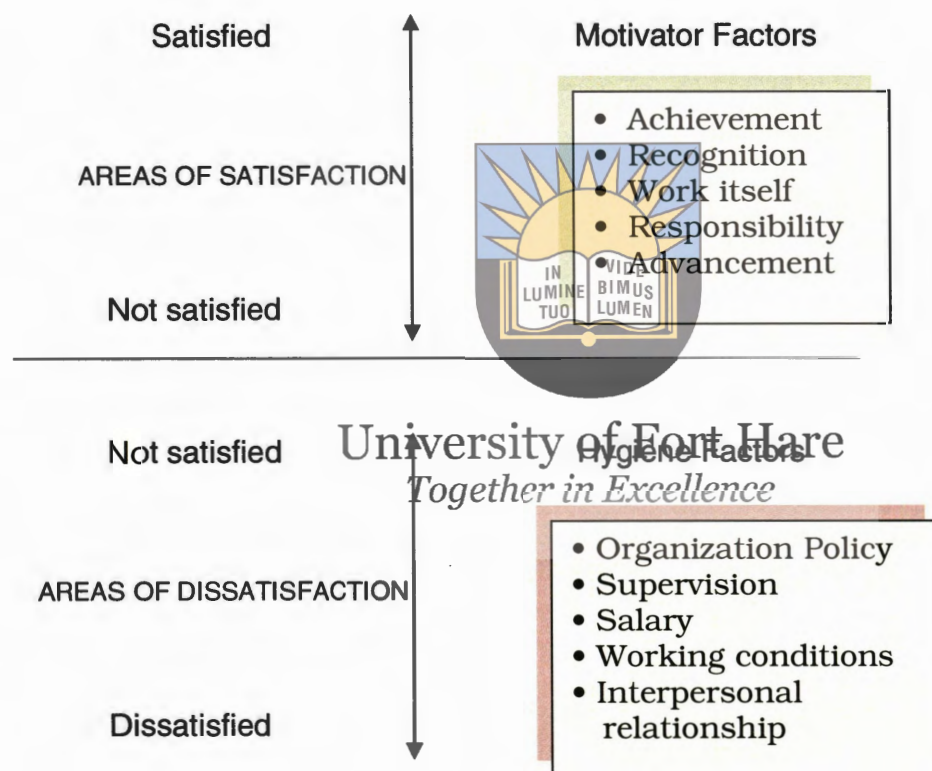 Satisfied
Motivator Factors
• Achievement
• Recognition
AREAS OF SATISFACTION
• Work itself
• Responsibility
• Advancement
IN LUMINE TUO
VIDE BIMUS LUMEN
Not satisfied
Not satisfied
University of Fort Hare
Hygiene Factors
Together in Excellence
• Organization Policy
AREAS OF DISSATISFACTION
• Supervision
• Salary
• Working conditions
• Interpersonal
relationship
Dissatisfied